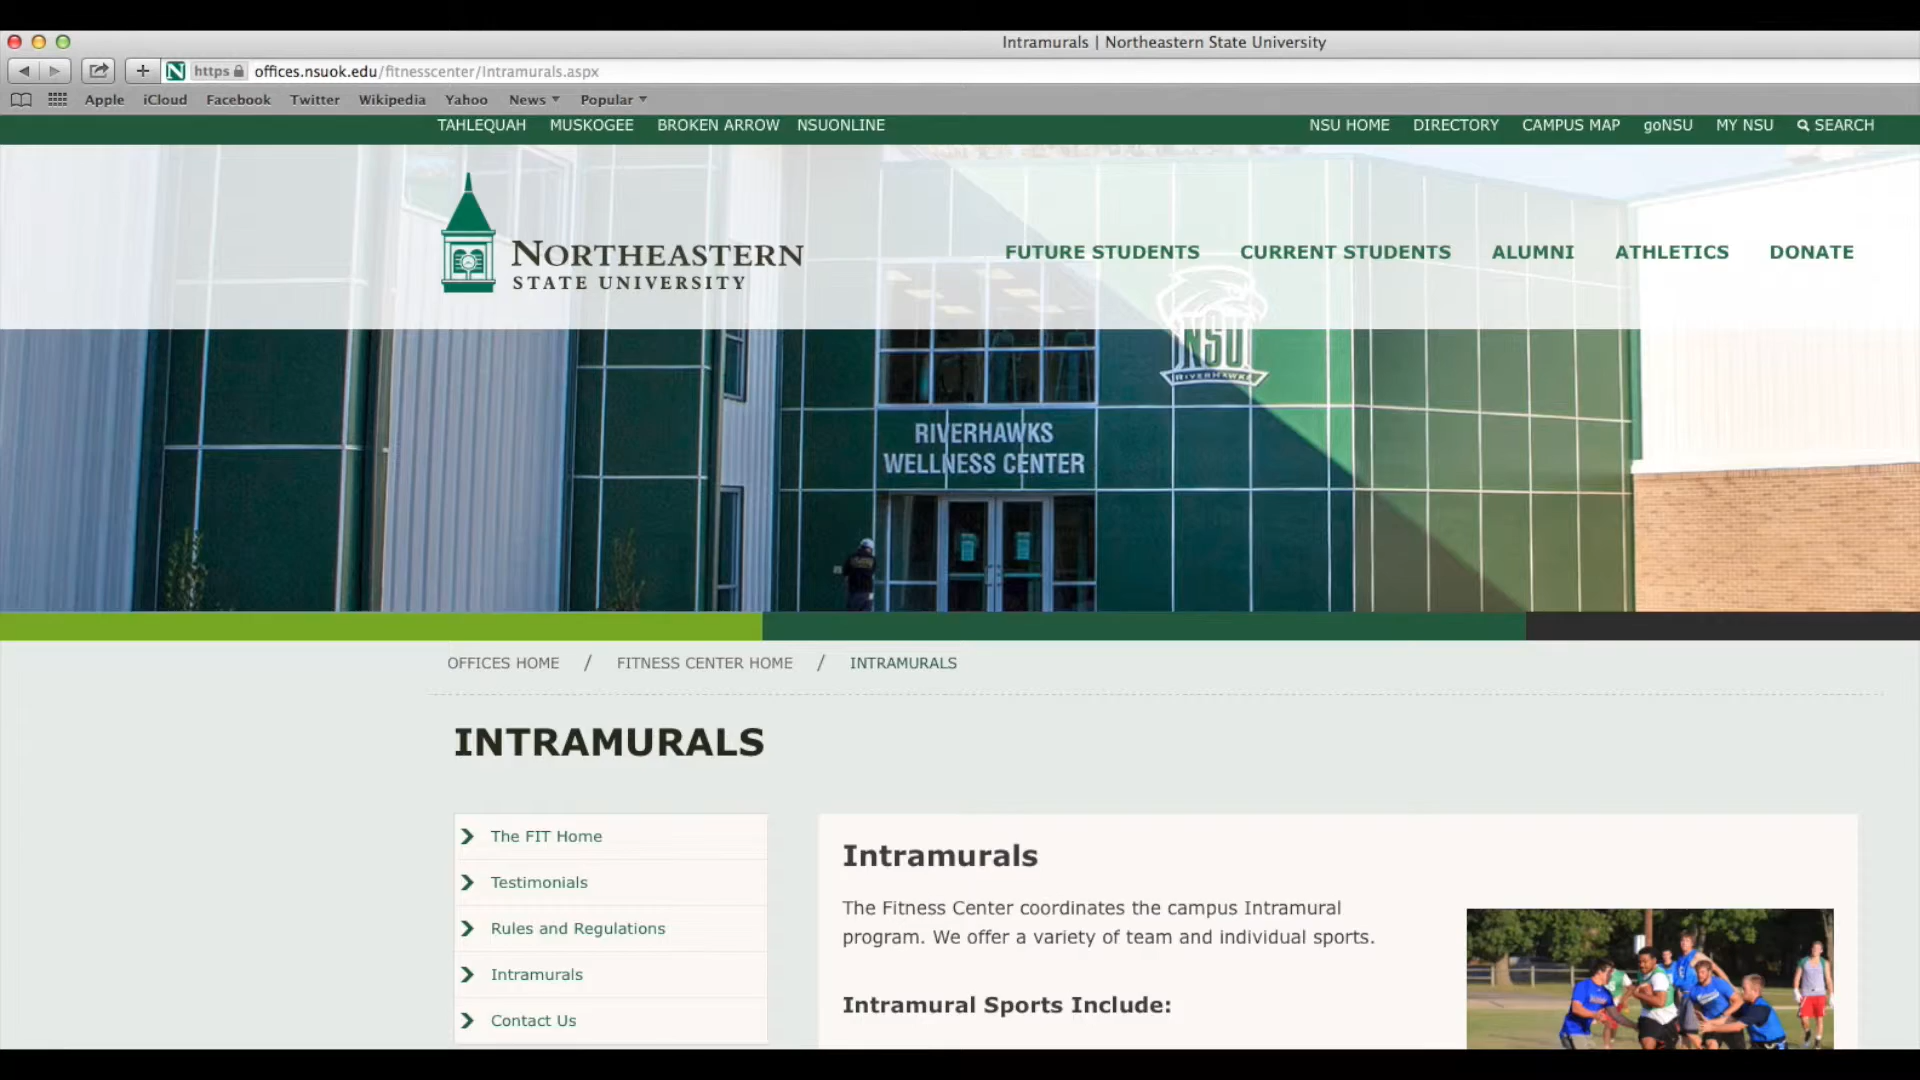 Intramurals | Northeastern State University
https offices.nsuok.edu/fitnesscenter/Intramurals.aspx
Apple iCloud Facebook Twitter Wikipedia Yahoo News Popular
TAHLEQUAH MUSKOGEE BROKEN ARROW NSUONLINE NSU HOME DIRECTORY CAMPUS MAP goNSU MY NSU SEARCH
NORTHEASTERN
STATE UNIVERSITY
FUTURE STUDENTS CURRENT STUDENTS ALUMNI ATHLETICS DONATE
NSU
RIVERHAWKS
RIVERHAWKS
WELLNESS CENTER
OFFICES HOME / FITNESS CENTER HOME / INTRAMURALS
INTRAMURALS
The FIT Home
Testimonials
Rules and Regulations
Intramurals
Contact Us
Intramurals
The Fitness Center coordinates the campus Intramural
program. We offer a variety of team and individual sports.
Intramural Sports Include: